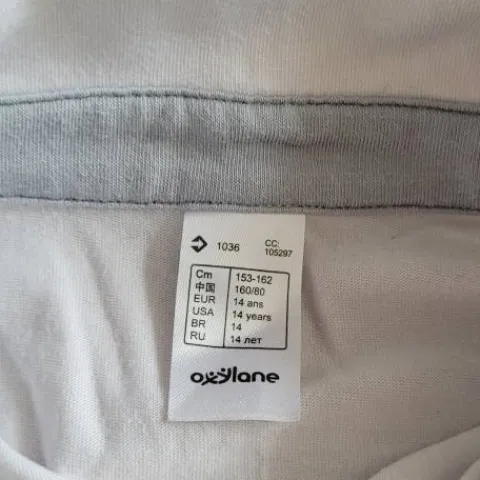 1036 CC: 105297
Cm 153-162
中国 160/80
EUR 14 ans
USA 14 years
BR 14
RU 14 лет
oxylane